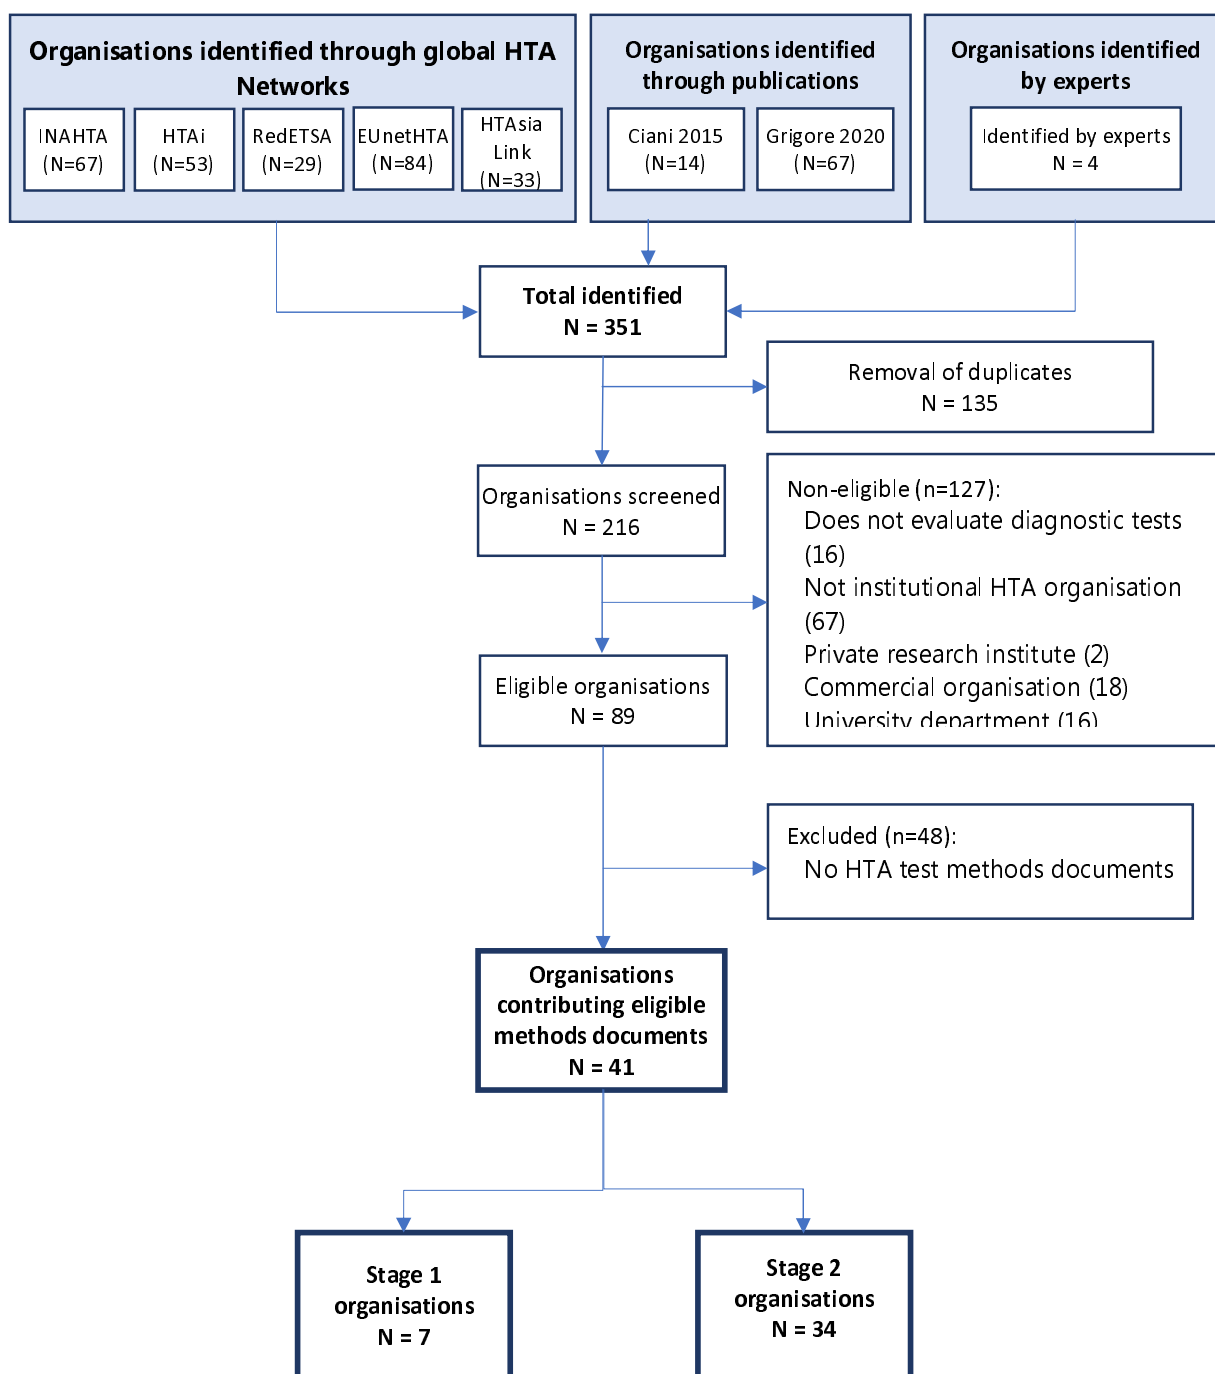 Organisations identified through global HTA
Networks
INAHTA
(N=67)
HTAi
(N=53)
RedETSA
(N=29)
EUnetHTA
(N=84)
HTAsia
Link
(N=33)
Organisations identified
through publications
Ciani 2015
(N=14)
Grigore 2020
(N=67)
Organisations identified
by experts
Identified by experts
N = 4
Total identified
N = 351
Removal of duplicates
N = 135
Organisations screened
N = 216
Non-eligible (n=127):
Does not evaluate diagnostic tests
(16)
Not institutional HTA organisation
(67)
Private research institute (2)
Commercial organisation (18)
University department (16)
Eligible organisations
N = 89
Excluded (n=48):
No HTA test methods documents
Organisations
contributing eligible
methods documents
N = 41
Stage 1
organisations
N = 7
Stage 2
organisations
N = 34